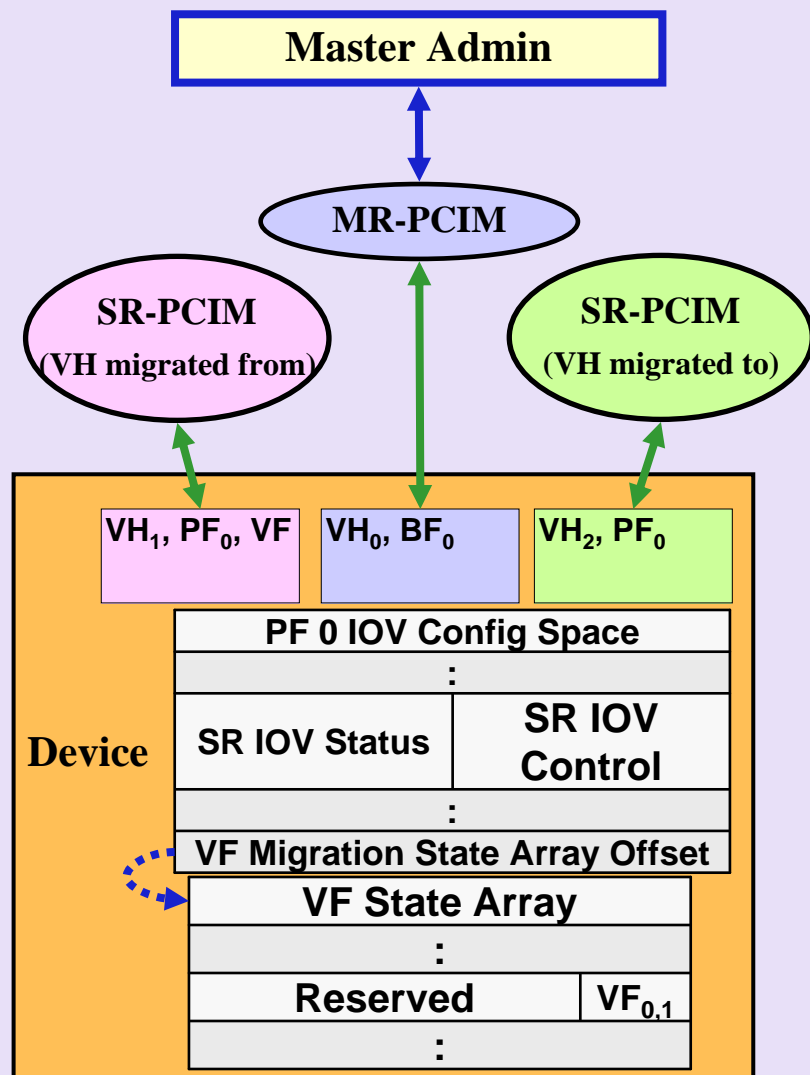 Master Admin
MR-PCIM
SR-PCIM
(VH migrated from)
SR-PCIM
(VH migrated to)
VH₁, PF₀, VF
VH₀, BF₀
VH₂, PF₀
PF 0 IOV Config Space
:
Device
SR IOV Status
SR IOV
Control
:
VF Migration State Array Offset
VF State Array
:
Reserved
VF₀,₁
: